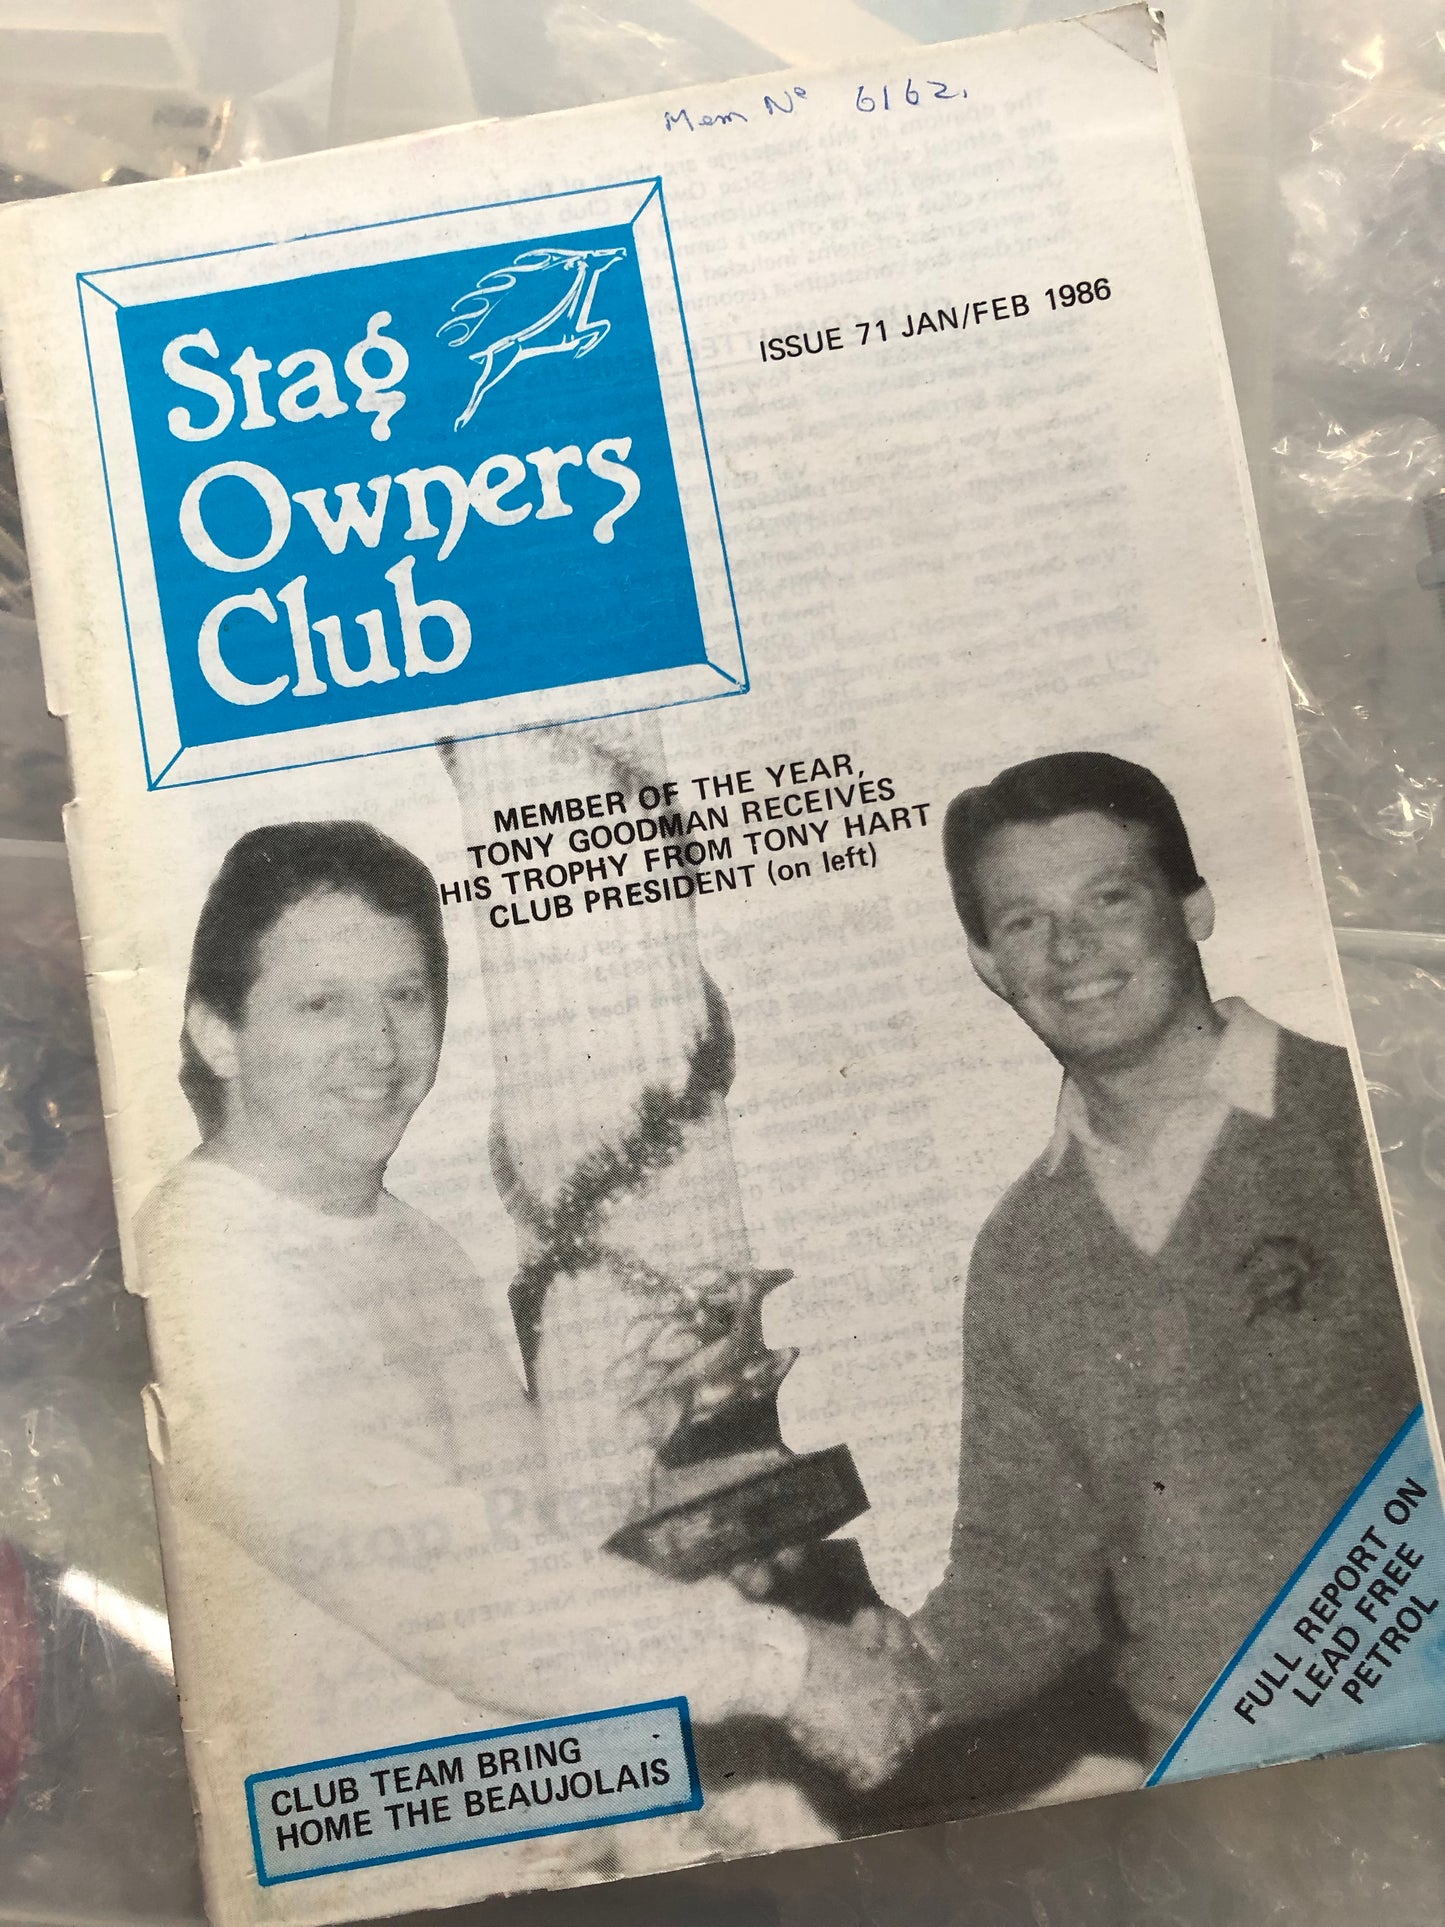 Mem Nº 6162.
Stag
Owners
Club
ISSUE 71 JAN/FEB 1986
MEMBER OF THE YEAR,
TONY GOODMAN RECEIVES
HIS TROPHY FROM TONY HART
CLUB PRESIDENT (on left)
CLUB TEAM BRING
HOME THE BEAUJOLAIS
FULL REPORT ON
LEAD FREE
PETROL